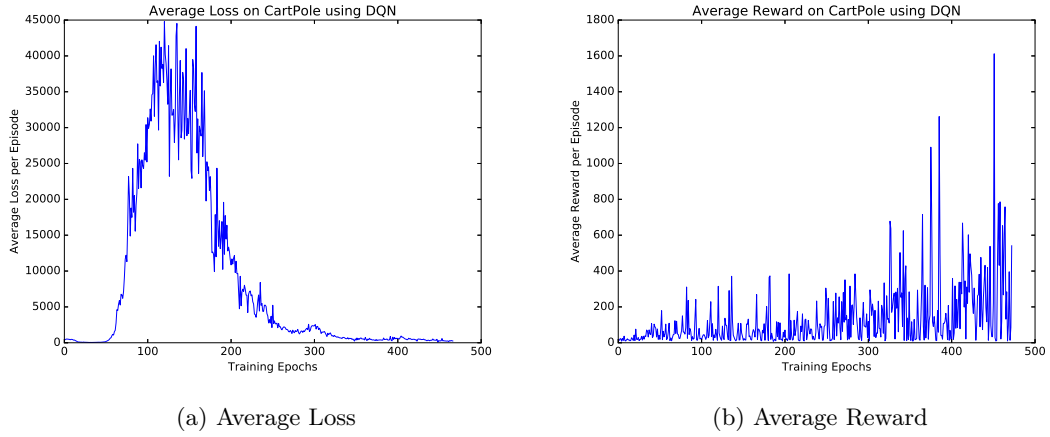 Average Loss on CartPole using DQN
45000
40000
35000
30000
25000
20000
15000
10000
5000
0
Average Loss per Episode
0 100 200 300 400 500
Training Epochs
(a) Average Loss
Average Reward on CartPole using DQN
1800
1600
1400
1200
1000
800
600
400
200
0
Average Reward per Episode
0 100 200 300 400 500
Training Epochs
(b) Average Reward